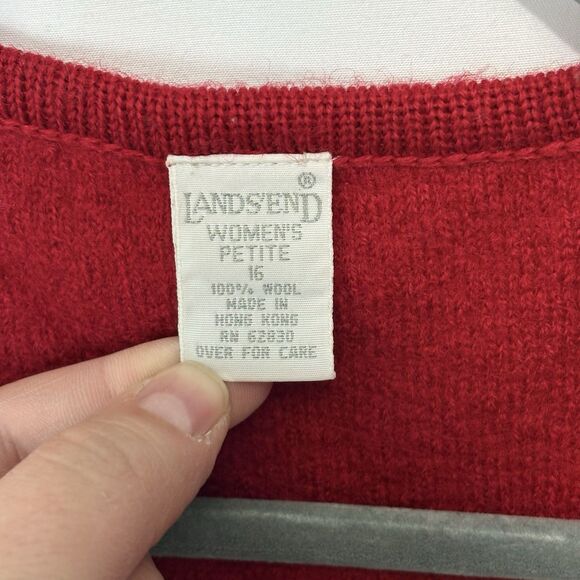 ®
LANDS'END
WOMEN'S
PETITE
16
100% WOOL
MADE IN
HONG KONG
RN 62830
OVER FOR CARE